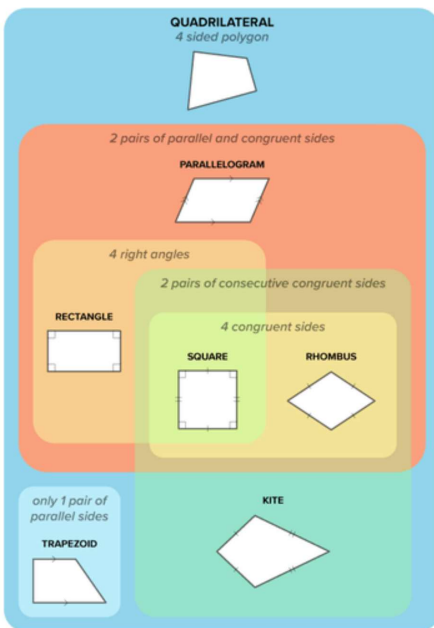 QUADRILATERAL
4 sided polygon
2 pairs of parallel and congruent sides
PARALLELOGRAM
4 right angles
2 pairs of consecutive congruent sides
RECTANGLE
4 congruent sides
SQUARE
RHOMBUS
only 1 pair of
parallel sides
TRAPEZOID
KITE